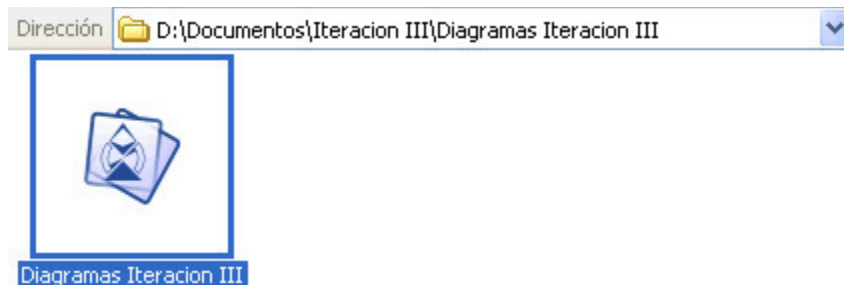 Dirección D:\Documentos\Iteracion III\Diagramas Iteracion III
Diagramas Iteracion III